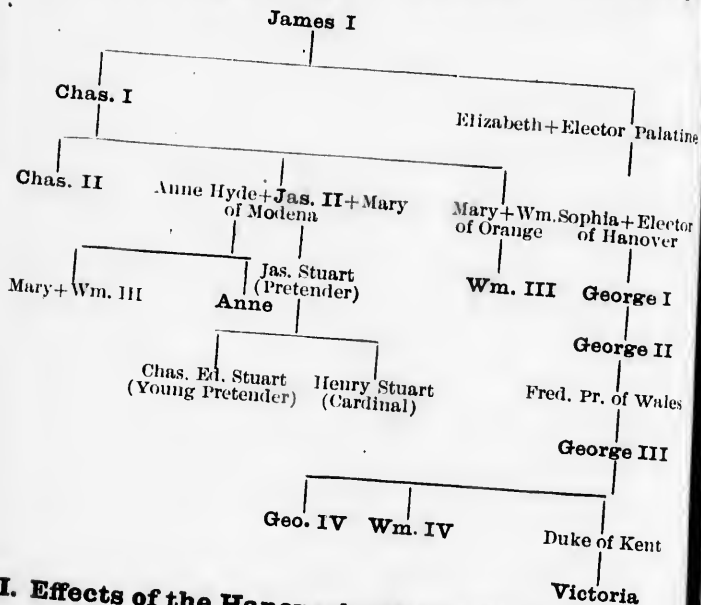 James I
Chas. I
Elizabeth+Elector Palatine
Chas. II
Anne Hyde+Jas. II+Mary
of Modena
Mary+Wm.
of Orange
Sophia+Elector
of Hanover
Mary+Wm. III
Anne
Jas. Stuart
(Pretender)
Wm. III
George I
George II
Chas. Ed. Stuart
(Young Pretender)
Henry Stuart
(Cardinal)
Fred. Pr. of Wales
George III
Geo. IV
Wm. IV
Duke of Kent
Victoria
I. Effects of the